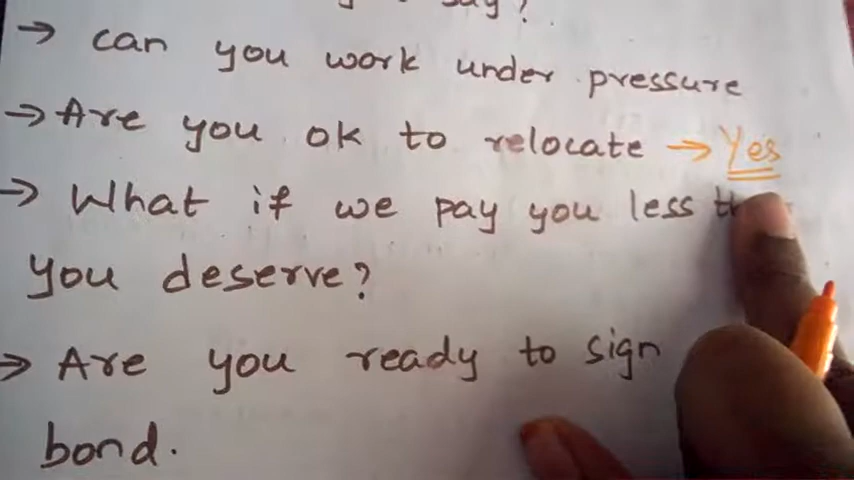 say?
→ can you work under pressure
→ Are you ok to relocate → Yes
→ What if we pay you less
you deserve?
→ Are you ready to sign
bond.